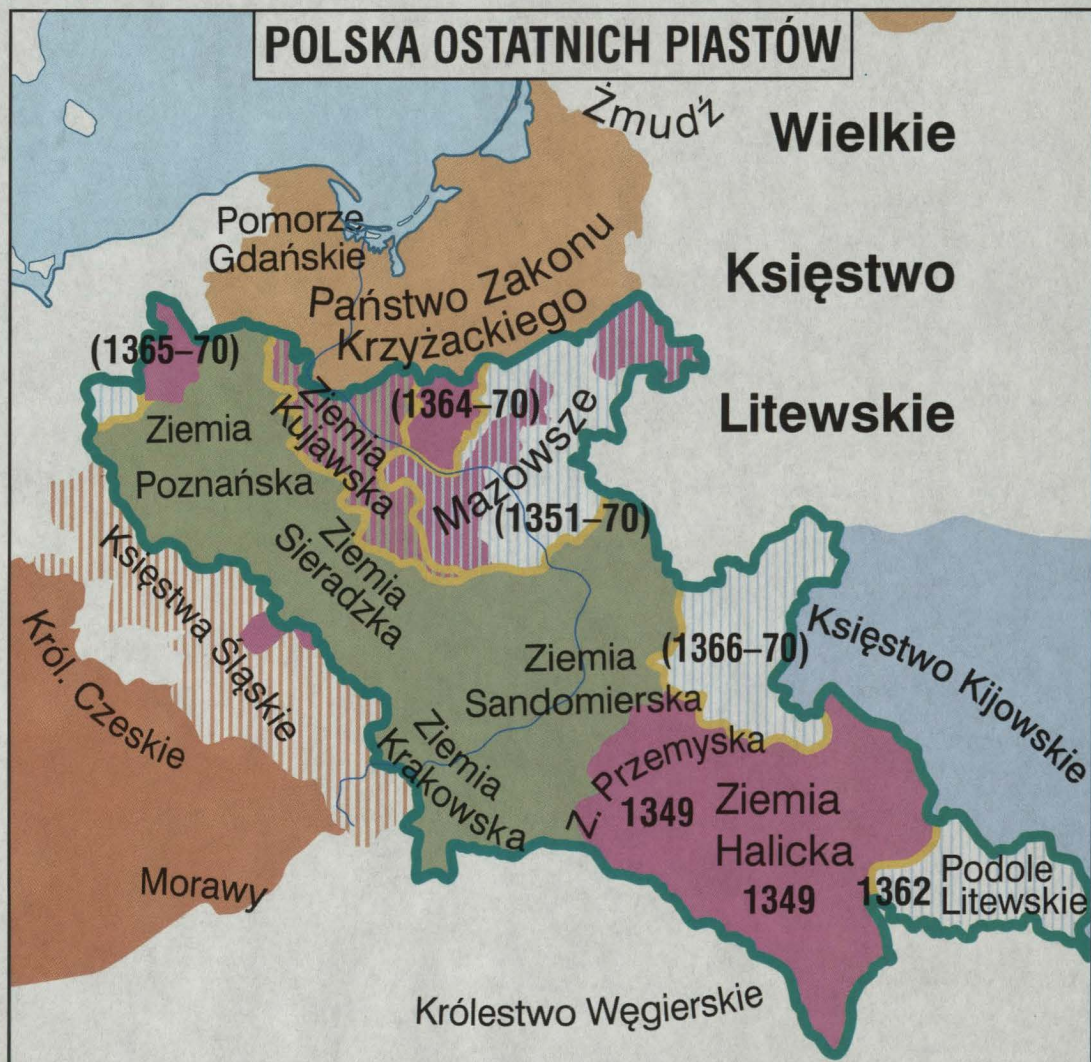 POLSKA OSTATNICH PIASTÓW
Żmudź
Wielkie
Księstwo
Litewskie
Pomorze
Gdańskie
Państwo Zakonu
Krzyżackiego
(1365–70)
(1364–70)
Ziemia
Kujawska
Mazowsze
(1351–70)
Ziemia
Poznańska
Ziemia
Sieradzka
Księstwa Śląskie
Król. Czeskie
Morawy
Ziemia
Sandomierska
(1366–70)
Księstwo Kijowskie
Ziemia
Krakowska
Z. Przemyska
1349
Ziemia
Halicka
1349
1362
Podole
Litewskie
Królestwo Węgierskie